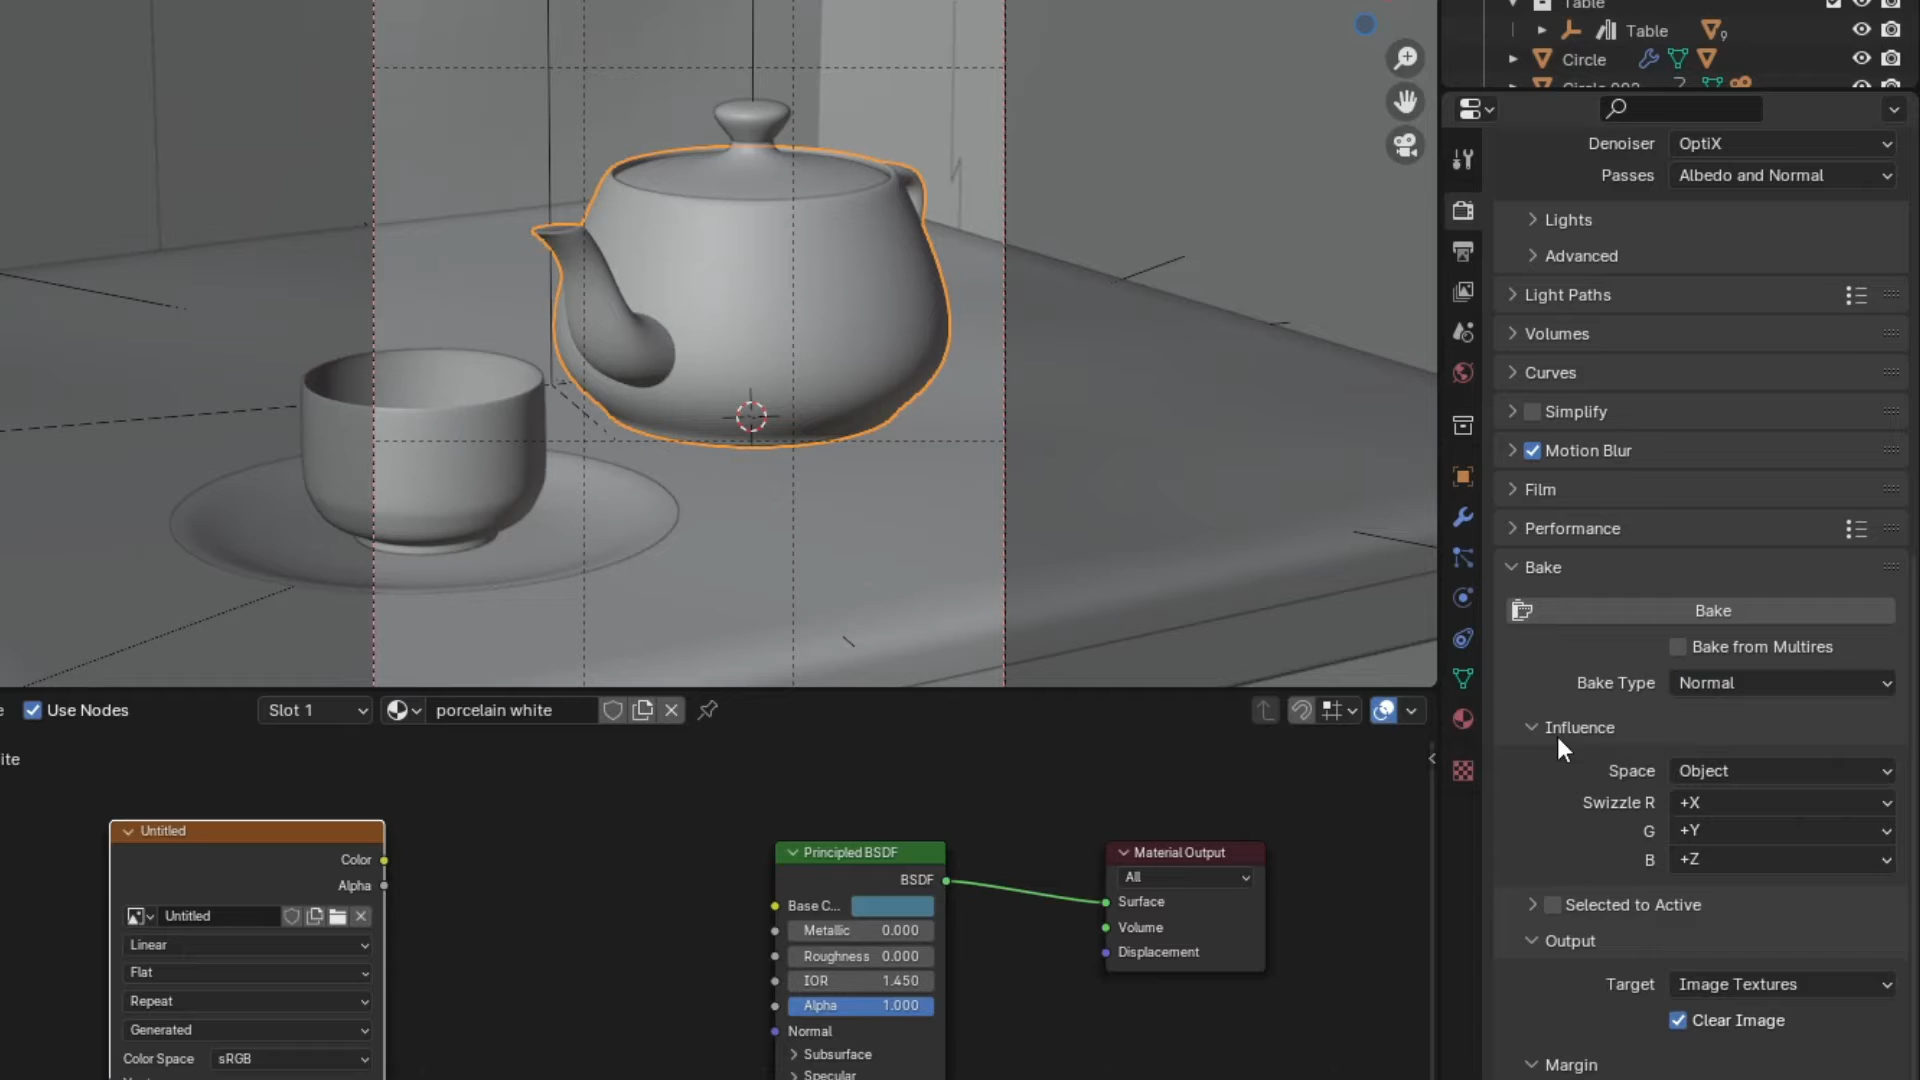 Table
Table
9
Circle
Circle.002
Denoiser OptiX
Passes Albedo and Normal
Lights
Advanced
Light Paths
Volumes
Curves
Simplify
Motion Blur
Film
Performance
Bake
Bake
Bake from Multires
Bake Type Normal
Influence
Space Object
Swizzle R +X
G +Y
B +Z
Selected to Active
Output
Target Image Textures
Clear Image
Margin
Use Nodes Slot 1 porcelain white
ite
Untitled
Color
Alpha
Untitled
Linear
Flat
Repeat
Generated
Color Space sRGB
Principled BSDF
BSDF
Base C...
Metallic 0.000
Roughness 0.000
IOR 1.450
Alpha 1.000
Normal
Subsurface
Specular
Material Output
All
Surface
Volume
Displacement